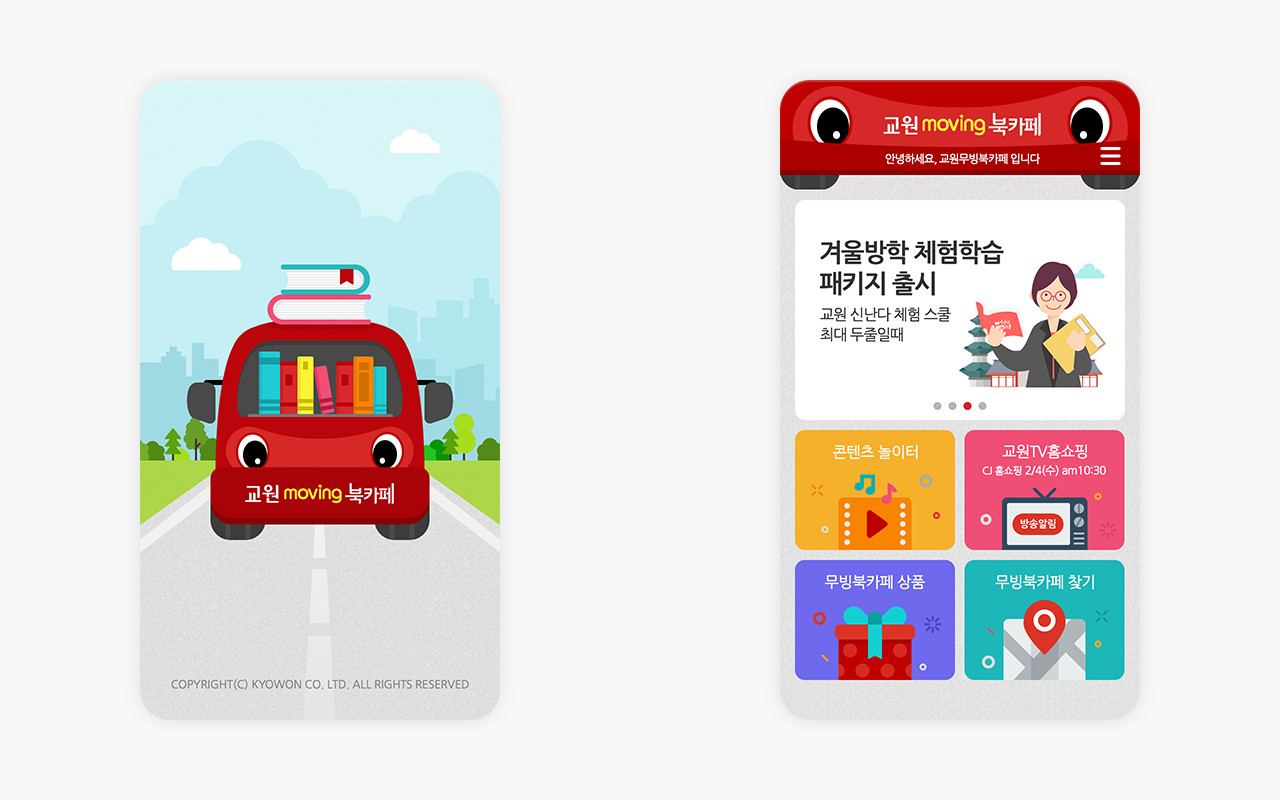 교원 moving 북카페
COPYRIGHT(C) KYOWON CO. LTD. ALL RIGHTS RESERVED
교원 moving 북카페
안녕하세요, 교원무빙북카페 입니다
겨울방학 체험학습
패키지 출시
교원 신난다 체험 스쿨
최대 두줄일때
콘텐츠 놀이터
교원TV홈쇼핑
CJ 홈쇼핑 2/4(수) am10:30
방송알림
무빙북카페 상품
무빙북카페 찾기